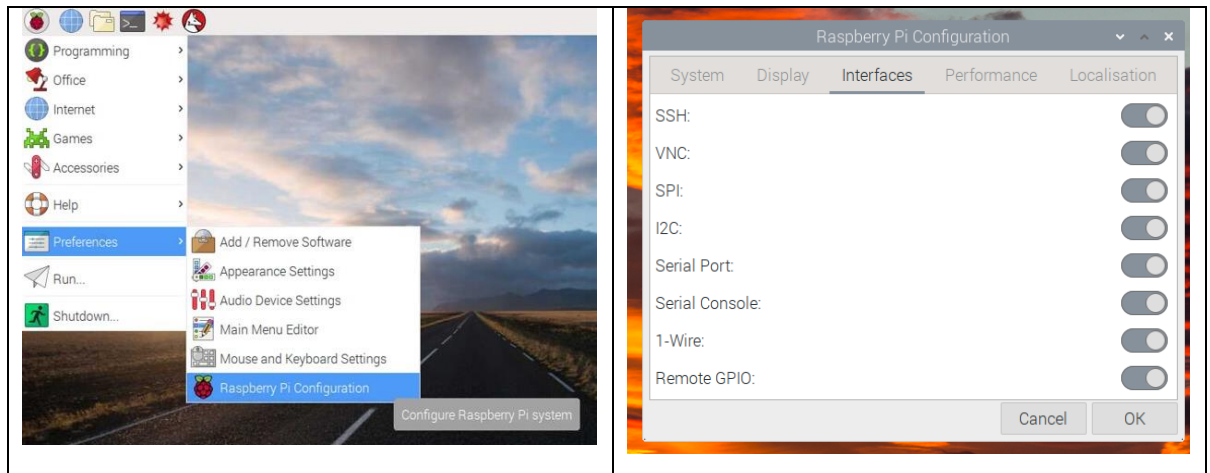 Programming
Office
Internet
Games
Accessories
Help
Preferences
Run...
Shutdown...
Add / Remove Software
Appearance Settings
Audio Device Settings
Main Menu Editor
Mouse and Keyboard Settings
Raspberry Pi Configuration
Configure Raspberry Pi system
Raspberry Pi Configuration
System Display Interfaces Performance Localisation
SSH:
VNC:
SPI:
I2C:
Serial Port:
Serial Console:
1-Wire:
Remote GPIO:
Cancel OK